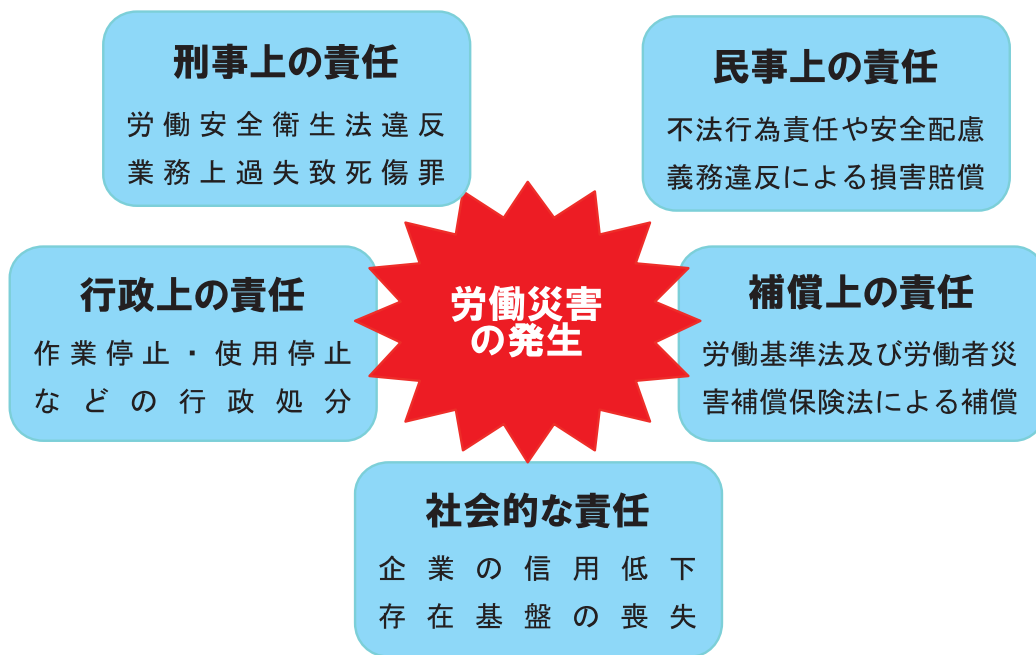 刑事上の責任
労働安全衛生法違反
業務上過失致死傷罪
民事上の責任
不法行為責任や安全配慮
義務違反による損害賠償
行政上の責任
作業停止・使用停止
などの行政処分
労働災害
の発生
補償上の責任
労働基準法及び労働者災
害補償保険法による補償
社会的な責任
企業の信用低下
存在基盤の喪失